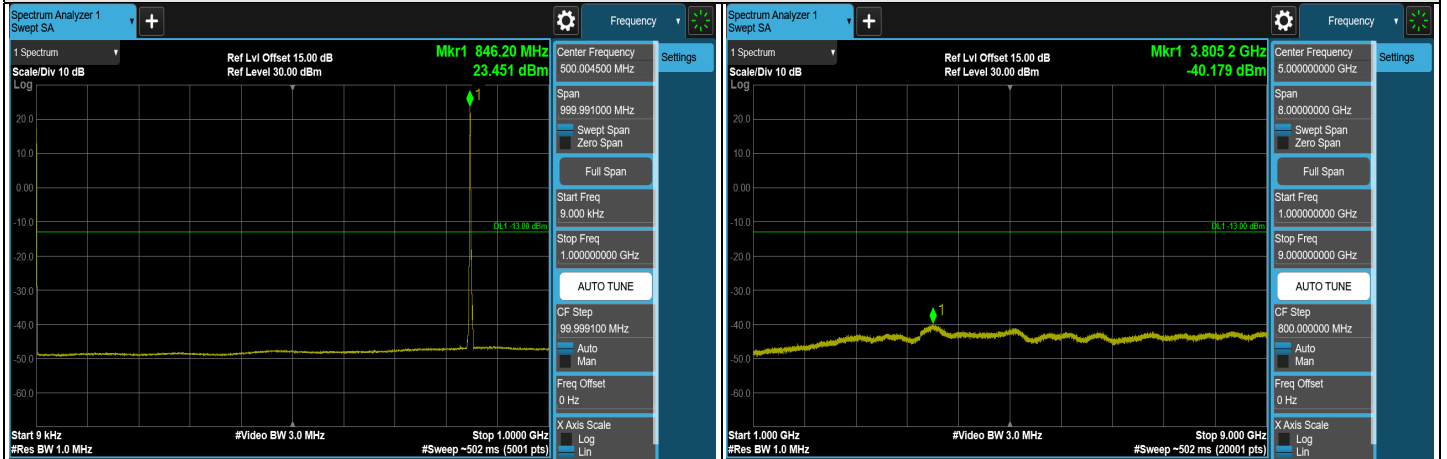 Spectrum Analyzer 1
Swept SA
+
Frequency
1 Spectrum
Scale/Div 10 dB
Log
Ref Lvl Offset 15.00 dB
Ref Level 30.00 dBm
Mkr1 846.20 MHz
23.451 dBm
1
20.0
10.0
0.00
-10.0
-20.0
-30.0
-40.0
-50.0
-60.0
DL1 -13.00 dBm
Start 9 kHz
#Res BW 1.0 MHz
#Video BW 3.0 MHz
Stop 1.0000 GHz
#Sweep ~502 ms (5001 pts)
Center Frequency
500.004500 MHz
Settings
Span
999.991000 MHz
Swept Span
Zero Span
Full Span
Start Freq
9.000 kHz
Stop Freq
1.000000000 GHz
AUTO TUNE
CF Step
99.999100 MHz
Auto
Man
Freq Offset
0 Hz
X Axis Scale
Log
Lin
Spectrum Analyzer 1
Swept SA
+
Frequency
1 Spectrum
Scale/Div 10 dB
Log
Ref Lvl Offset 15.00 dB
Ref Level 30.00 dBm
Mkr1 3.805 2 GHz
-40.179 dBm
1
20.0
10.0
0.00
-10.0
-20.0
-30.0
-40.0
-50.0
-60.0
DL1 -13.00 dBm
Start 1.000 GHz
#Res BW 1.0 MHz
#Video BW 3.0 MHz
Stop 9.000 GHz
#Sweep ~502 ms (20001 pts)
Center Frequency
5.000000000 GHz
Settings
Span
8.00000000 GHz
Swept Span
Zero Span
Full Span
Start Freq
1.000000000 GHz
Stop Freq
9.000000000 GHz
AUTO TUNE
CF Step
800.000000 MHz
Auto
Man
Freq Offset
0 Hz
X Axis Scale
Log
Lin